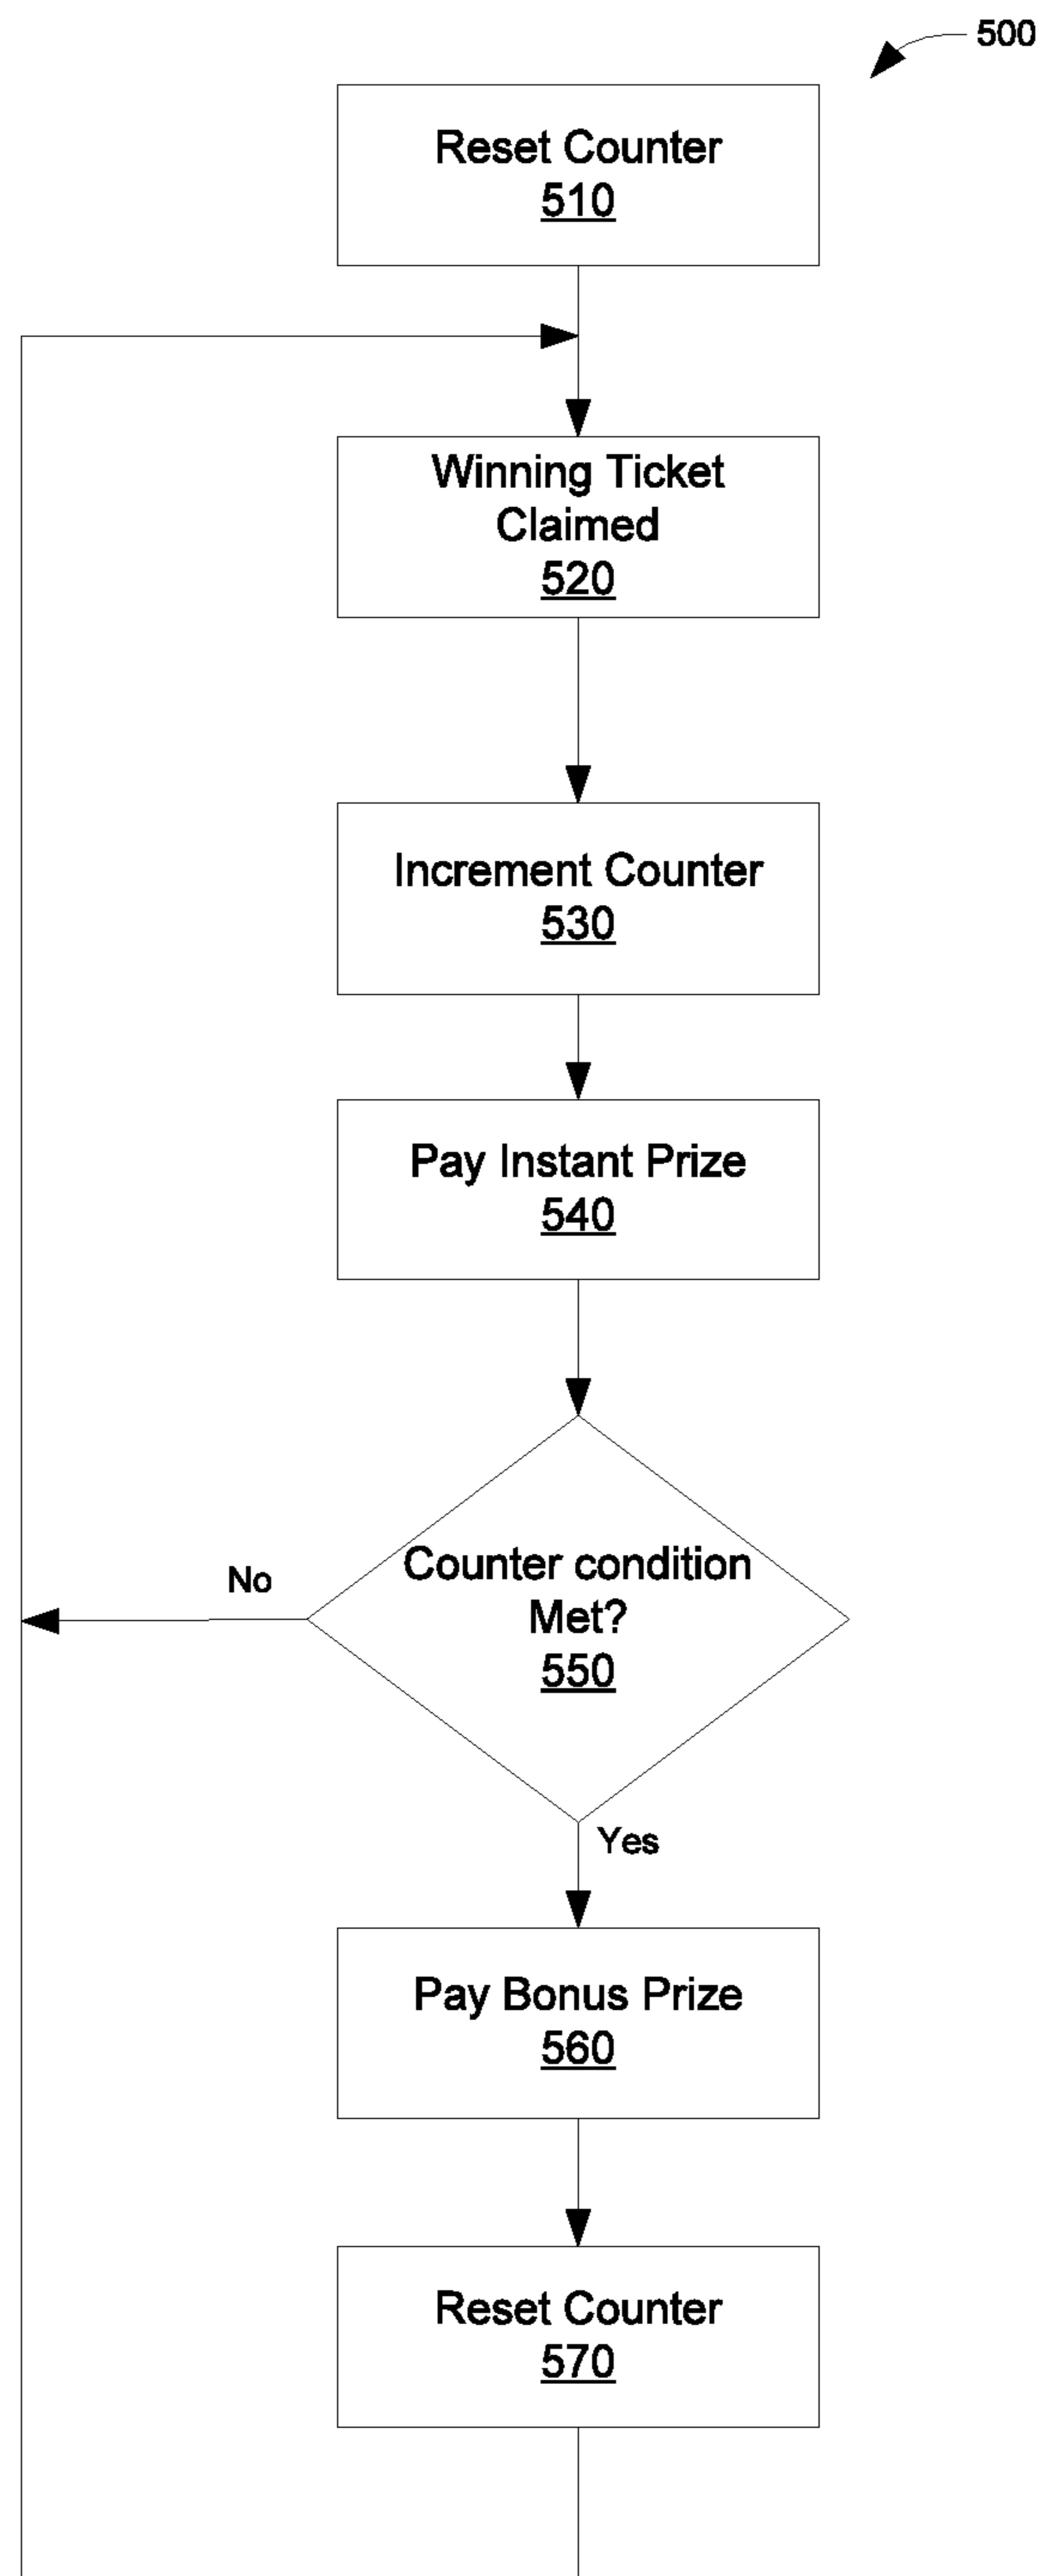 500
Reset Counter
510
Winning Ticket
Claimed
520
Increment Counter
530
Pay Instant Prize
540
Counter condition
Met?
550
No
Yes
Pay Bonus Prize
560
Reset Counter
570